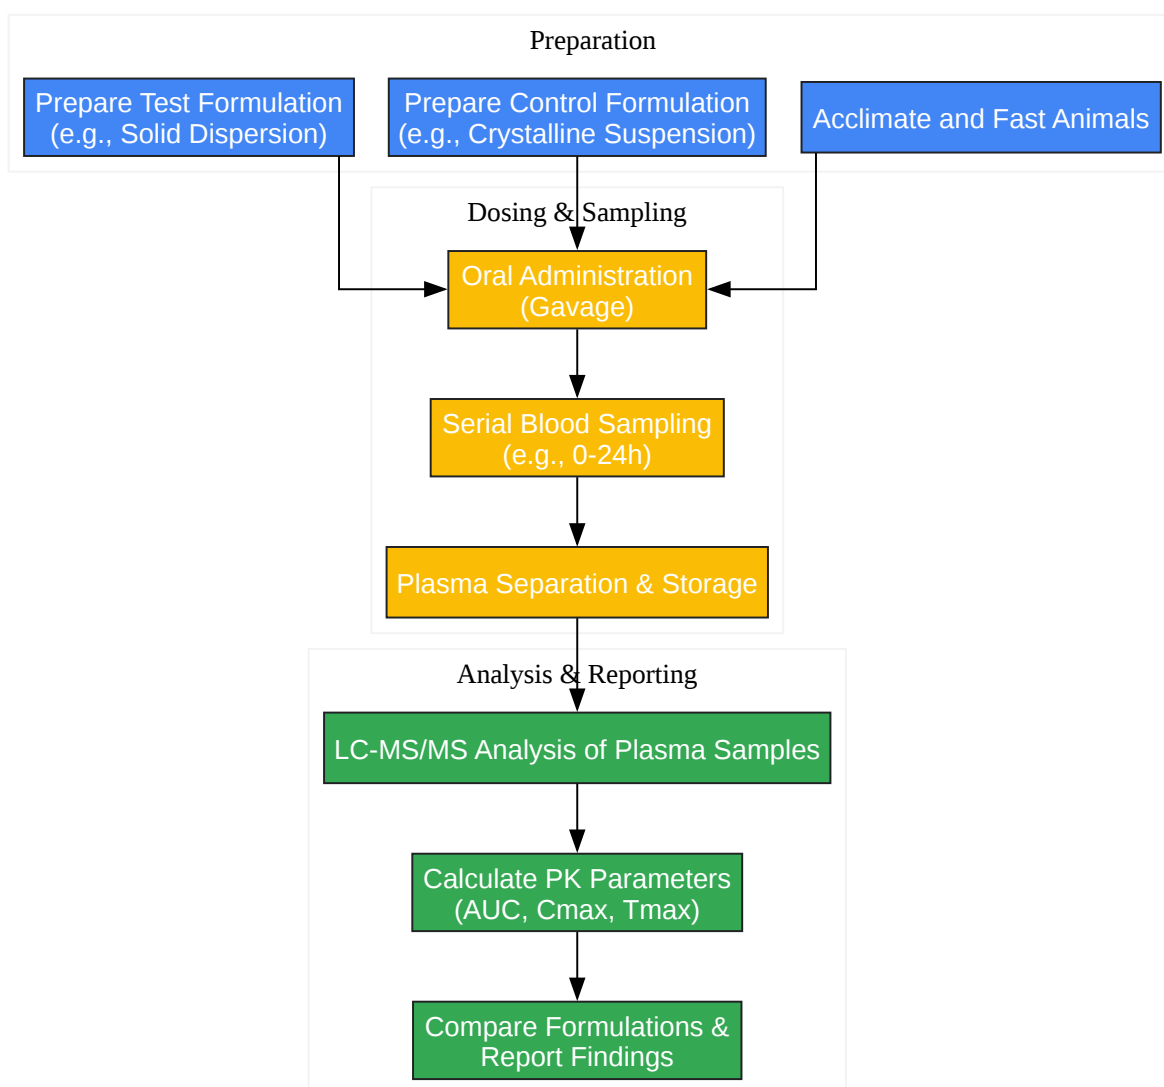 Preparation
Prepare Test Formulation
(e.g., Solid Dispersion)
Prepare Control Formulation
(e.g., Crystalline Suspension)
Acclimate and Fast Animals
Dosing & Sampling
Oral Administration
(Gavage)
Serial Blood Sampling
(e.g., 0-24h)
Plasma Separation & Storage
Analysis & Reporting
LC-MS/MS Analysis of Plasma Samples
Calculate PK Parameters
(AUC, Cmax, Tmax)
Compare Formulations &
Report Findings